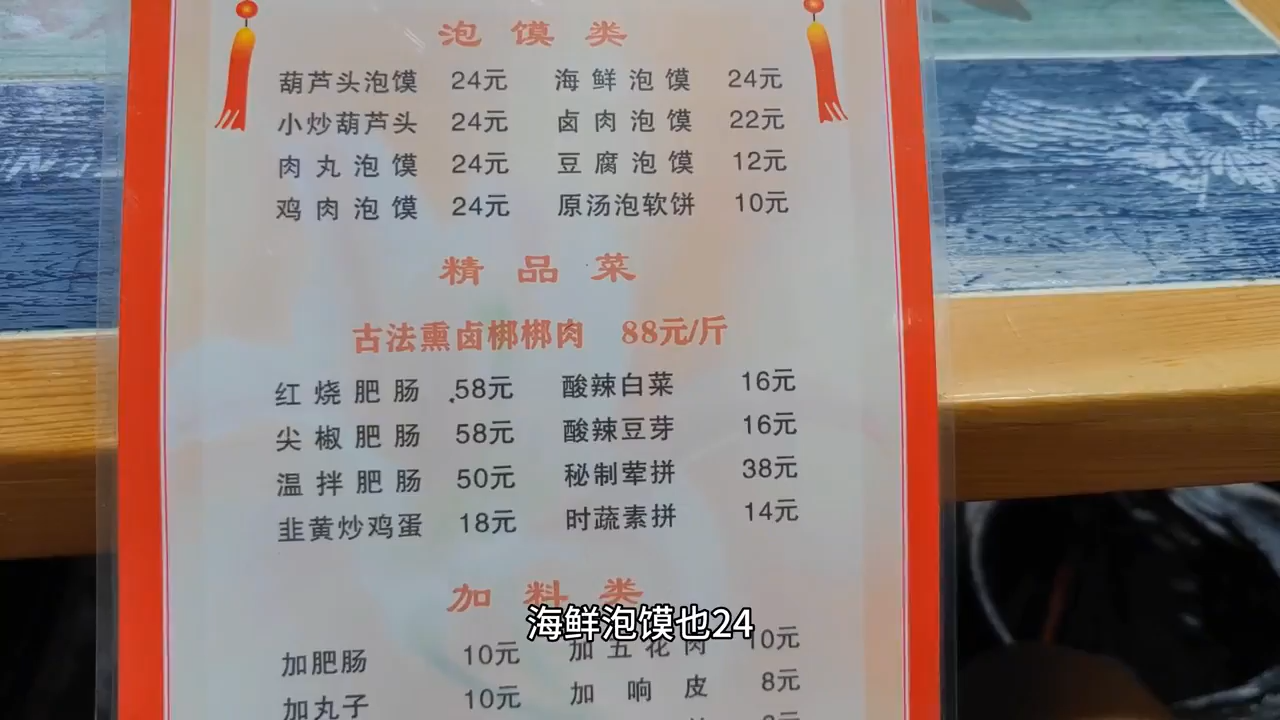 泡馍类
葫芦头泡馍 24元 海鲜泡馍 24元
小炒葫芦头 24元 卤肉泡馍 22元
肉丸泡馍 24元 豆腐泡馍 12元
鸡肉泡馍 24元 原汤泡软饼 10元
精品菜
古法熏卤梆梆肉 88元/斤
红烧肥肠 58元 酸辣白菜 16元
尖椒肥肠 58元 酸辣豆芽 16元
温拌肥肠 50元 秘制荤拼 38元
韭黄炒鸡蛋 18元 时蔬素拼 14元
加料类
海鲜泡馍也24
加肥肠 10元 加五花肉 10元
加丸子 10元 加响皮 8元